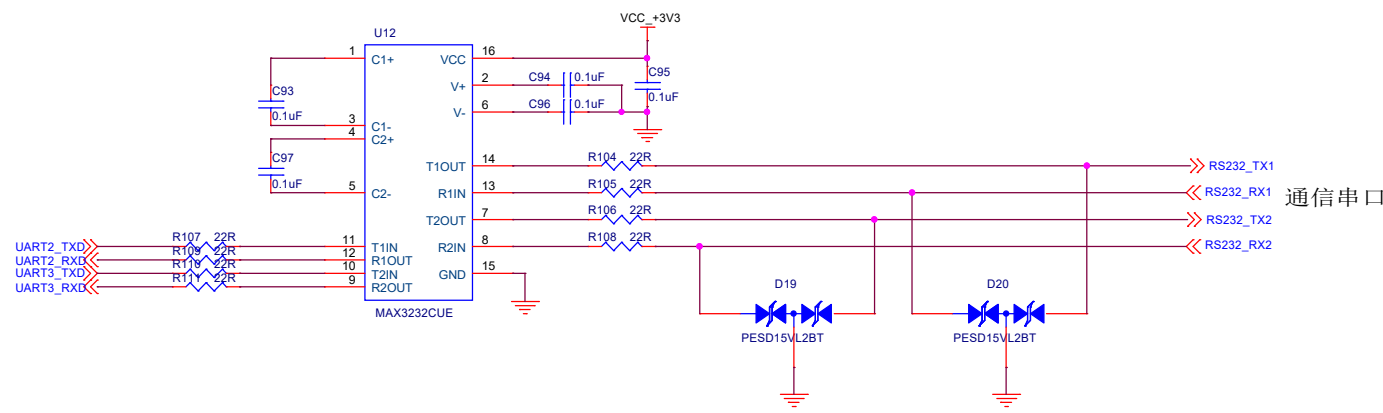 VCC_+3V3
U12
1 C1+ VCC 16
C93 0.1uF
V+ 2 C94 0.1uF C95 0.1uF
3 C1- V- 6 C96 0.1uF
4 C2+
C97 0.1uF
T1OUT 14 R104 22R RS232_TX1
5 C2- R1IN 13 R105 22R RS232_RX1 通信串口
T2OUT 7 R106 22R RS232_TX2
UART2_TXD R107 22R 11 T1IN R2IN 8 R108 22R RS232_RX2
UART2_RXD R109 22R 12 R1OUT
UART3_TXD R110 22R 10 T2IN GND 15
UART3_RXD R111 22R 9 R2OUT
MAX3232CUE
D19 D20
PESD15VL2BT PESD15VL2BT